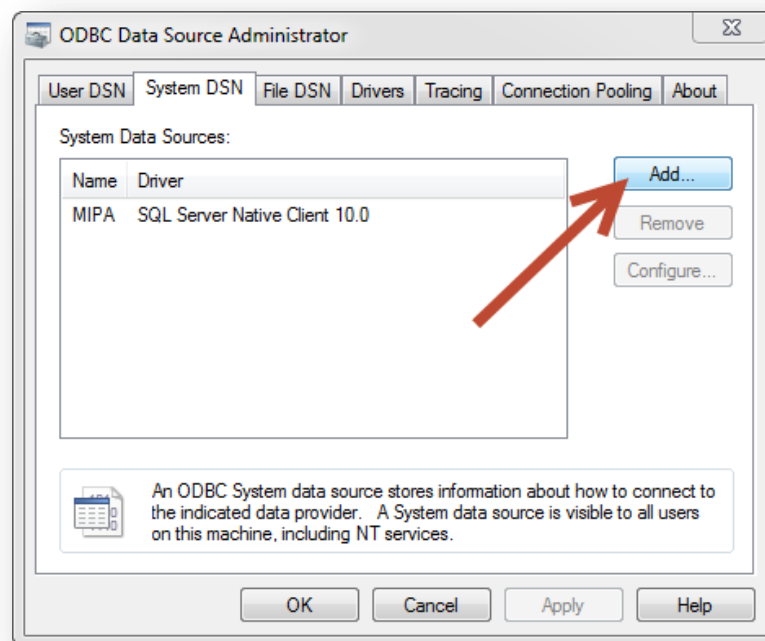 ODBC Data Source Administrator
User DSN System DSN File DSN Drivers Tracing Connection Pooling About
System Data Sources:
Name Driver
MIPA SQL Server Native Client 10.0
Add...
Remove
Configure...
An ODBC System data source stores information about how to connect to
the indicated data provider. A System data source is visible to all users
on this machine, including NT services.
OK Cancel Apply Help